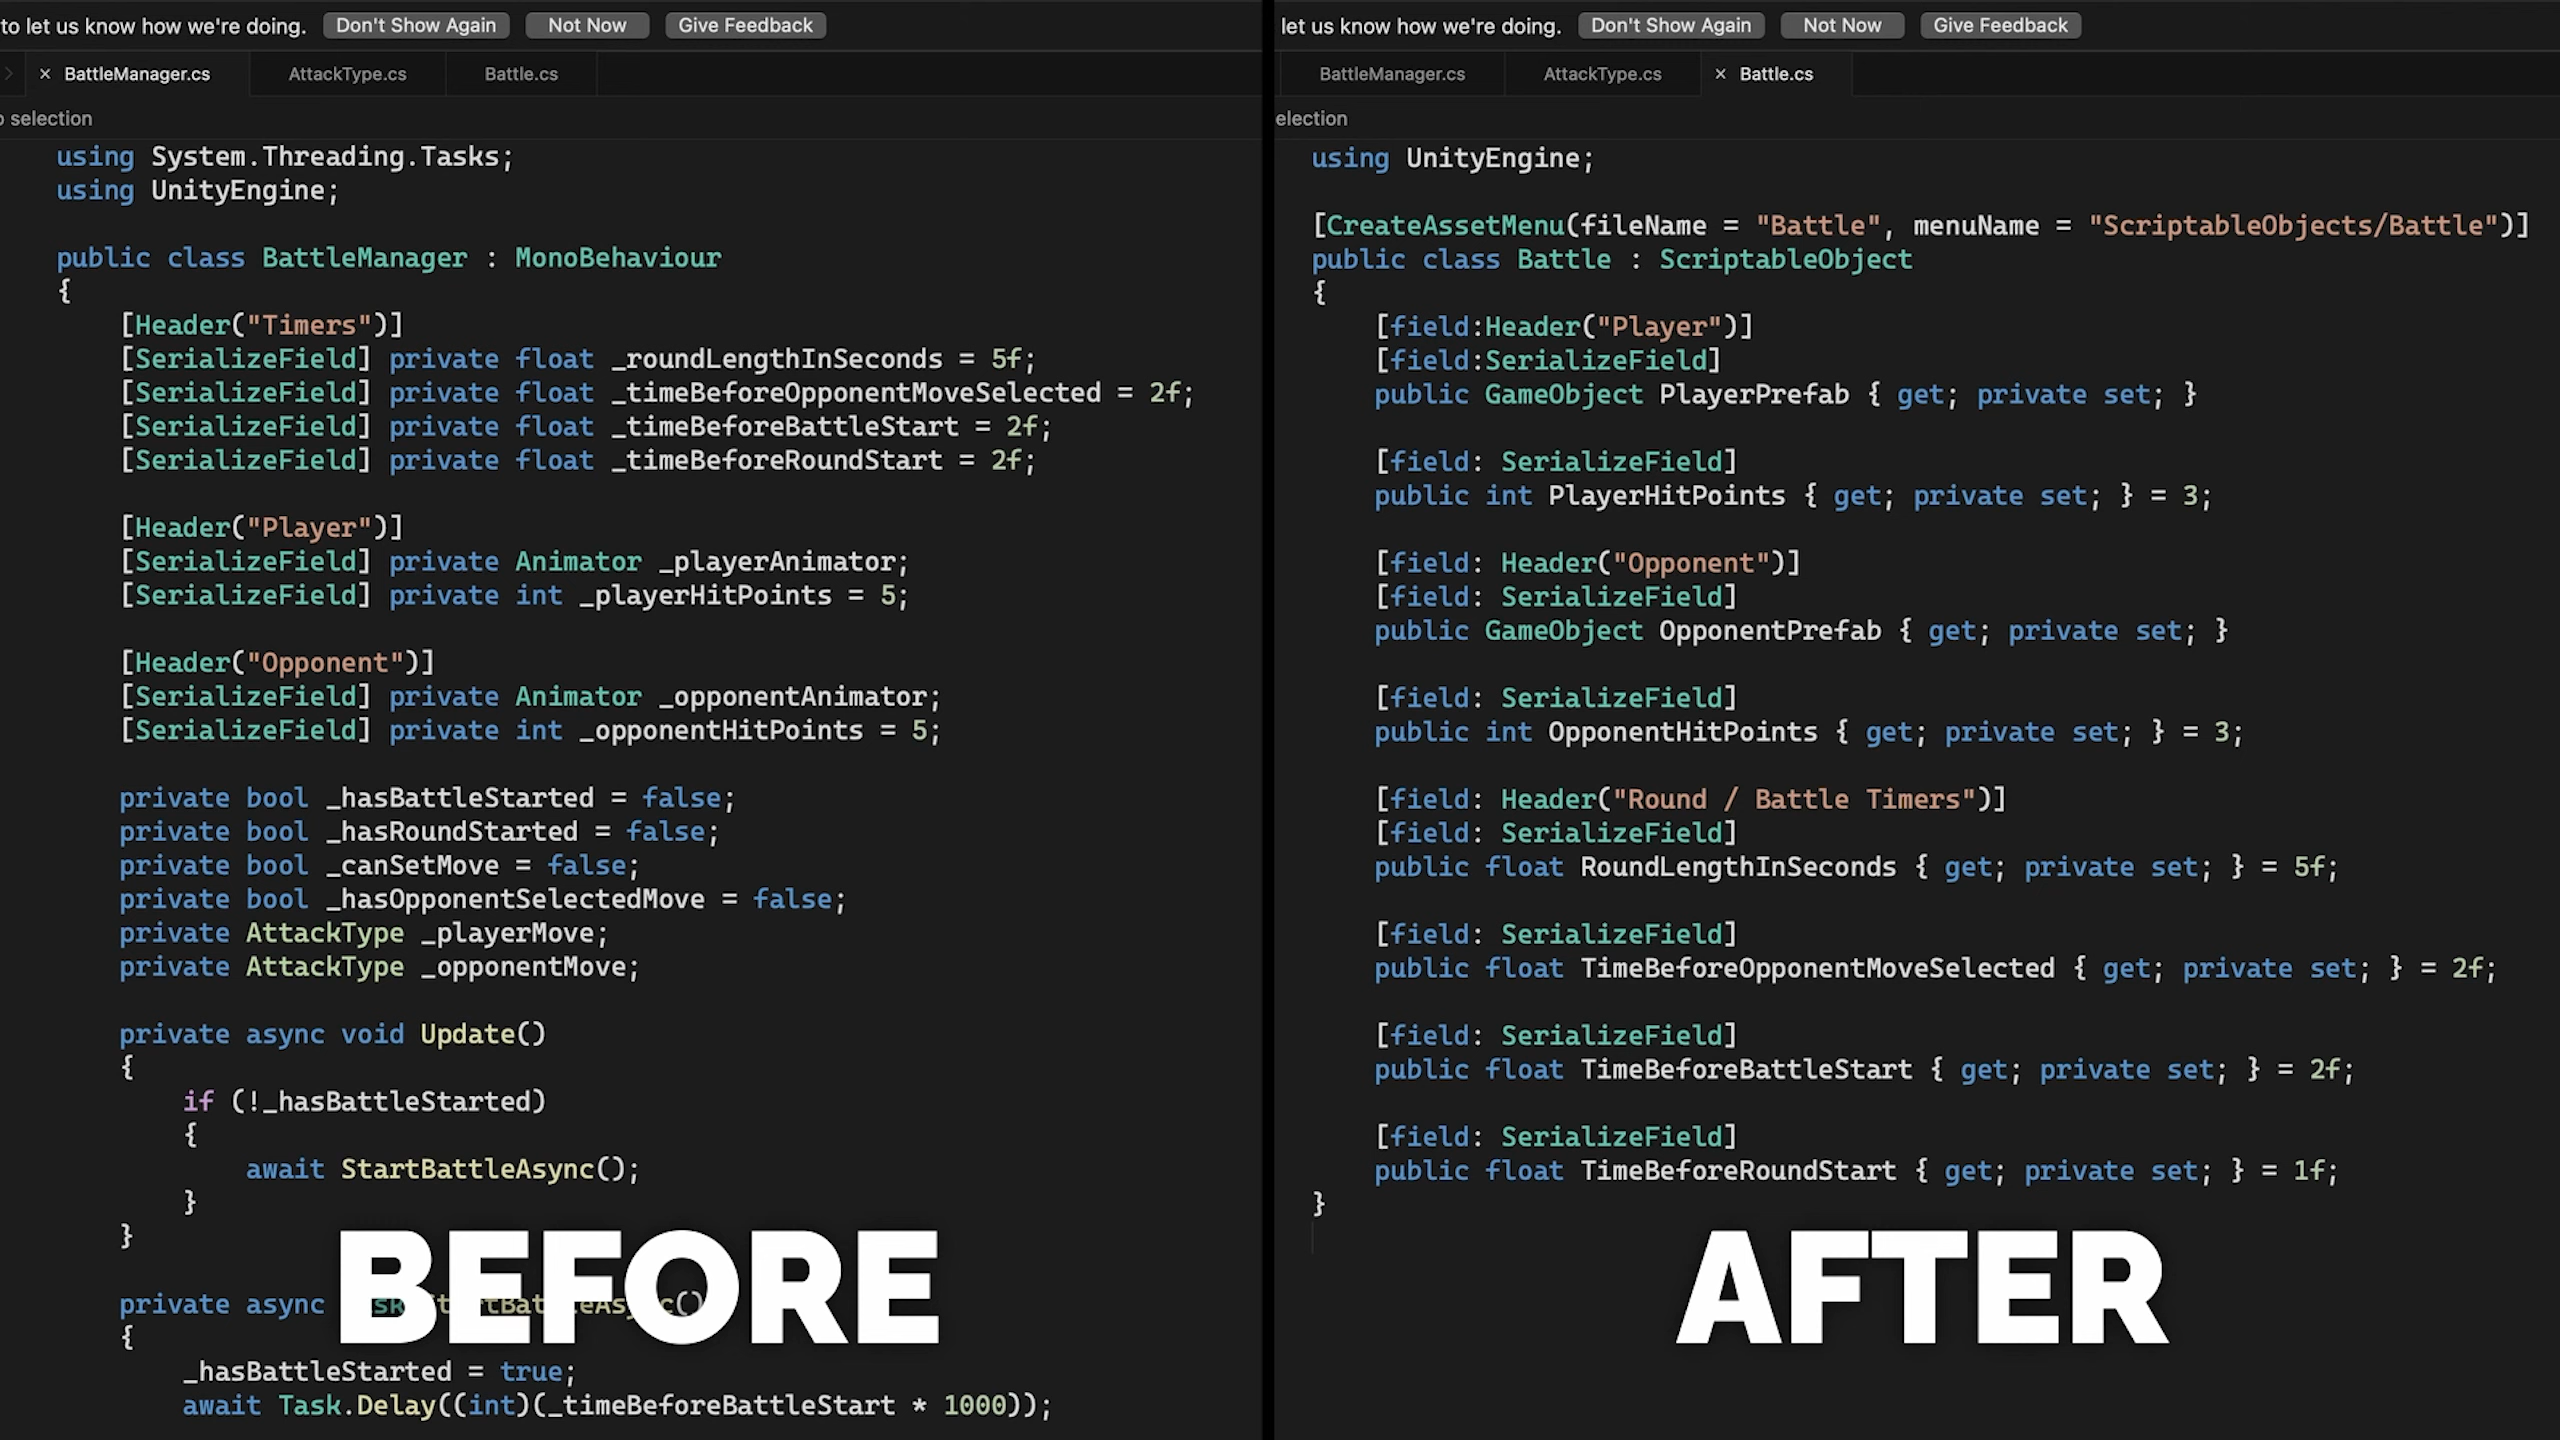 to let us know how we're doing. Don't Show Again Not Now Give Feedback
BattleManager.cs AttackType.cs Battle.cs
selection
using System.Threading.Tasks;
using UnityEngine;
public class BattleManager : MonoBehaviour
{
[Header("Timers")]
[SerializeField] private float _roundLengthInSeconds = 5f;
[SerializeField] private float _timeBeforeOpponentMoveSelected = 2f;
[SerializeField] private float _timeBeforeBattleStart = 2f;
[SerializeField] private float _timeBeforeRoundStart = 2f;
[Header("Player")]
[SerializeField] private Animator _playerAnimator;
[SerializeField] private int _playerHitPoints = 5;
[Header("Opponent")]
[SerializeField] private Animator _opponentAnimator;
[SerializeField] private int _opponentHitPoints = 5;
private bool _hasBattleStarted = false;
private bool _hasRoundStarted = false;
private bool _canSetMove = false;
private bool _hasOpponentSelectedMove = false;
private AttackType _playerMove;
private AttackType _opponentMove;
private async void Update()
{
if (!_hasBattleStarted)
{
await StartBattleAsync();
}
}
private async
{
_hasBattleStarted = true;
await Task.Delay((int)(_timeBeforeBattleStart * 1000));
BEFORE
let us know how we're doing. Don't Show Again Not Now Give Feedback
BattleManager.cs AttackType.cs Battle.cs
election
using UnityEngine;
[CreateAssetMenu(fileName = "Battle", menuName = "ScriptableObjects/Battle")]
public class Battle : ScriptableObject
{
[field:Header("Player")]
[field:SerializeField]
public GameObject PlayerPrefab { get; private set; }
[field: SerializeField]
public int PlayerHitPoints { get; private set; } = 3;
[field: Header("Opponent")]
[field: SerializeField]
public GameObject OpponentPrefab { get; private set; }
[field: SerializeField]
public int OpponentHitPoints { get; private set; } = 3;
[field: Header("Round / Battle Timers")]
[field: SerializeField]
public float RoundLengthInSeconds { get; private set; } = 5f;
[field: SerializeField]
public float TimeBeforeOpponentMoveSelected { get; private set; } = 2f;
[field: SerializeField]
public float TimeBeforeBattleStart { get; private set; } = 2f;
[field: SerializeField]
public float TimeBeforeRoundStart { get; private set; } = 1f;
}
AFTER